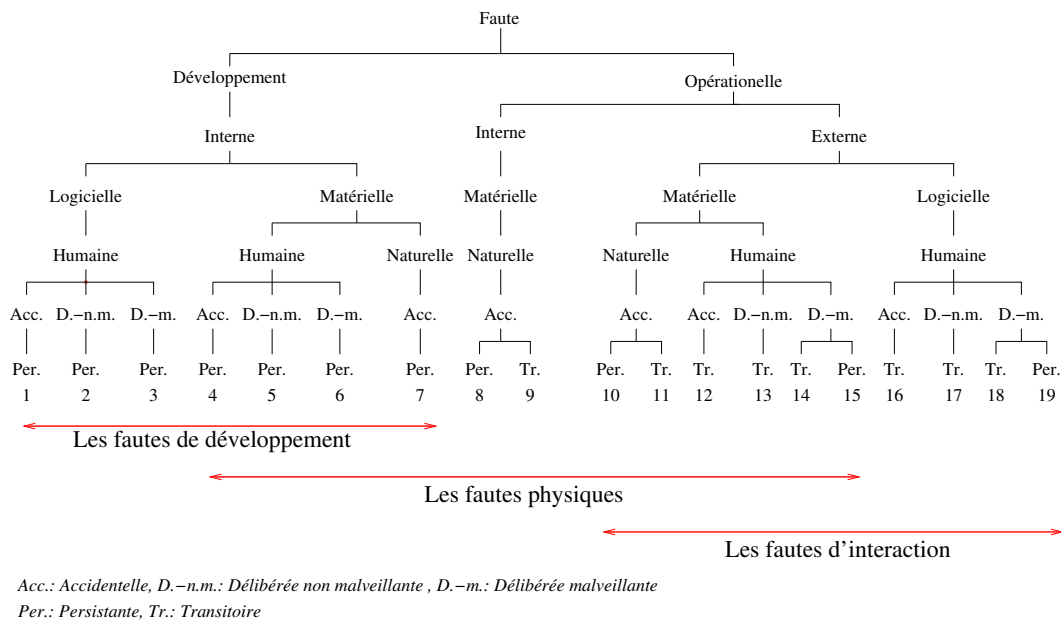 Faute
Développement Opérationelle
Interne Interne Externe
Logicielle Matérielle Matérielle Matérielle Logicielle
Humaine Humaine Naturelle Naturelle Naturelle Humaine Humaine
Acc. D.−n.m. D.−m. Acc. D.−n.m. D.−m. Acc. Acc. Acc. Acc. D.−n.m. D.−m. Acc. D.−n.m. D.−m.
Per. Per. Per. Per. Per. Per. Per. Per. Tr. Per. Tr. Tr. Tr. Tr. Per. Tr. Tr. Tr. Per.
1 2 3 4 5 6 7 8 9 10 11 12 13 14 15 16 17 18 19
Les fautes de développement
Les fautes physiques
Les fautes d'interaction
Acc.: Accidentelle, D.−n.m.: Délibérée non malveillante , D.−m.: Délibérée malveillante
Per.: Persistante, Tr.: Transitoire